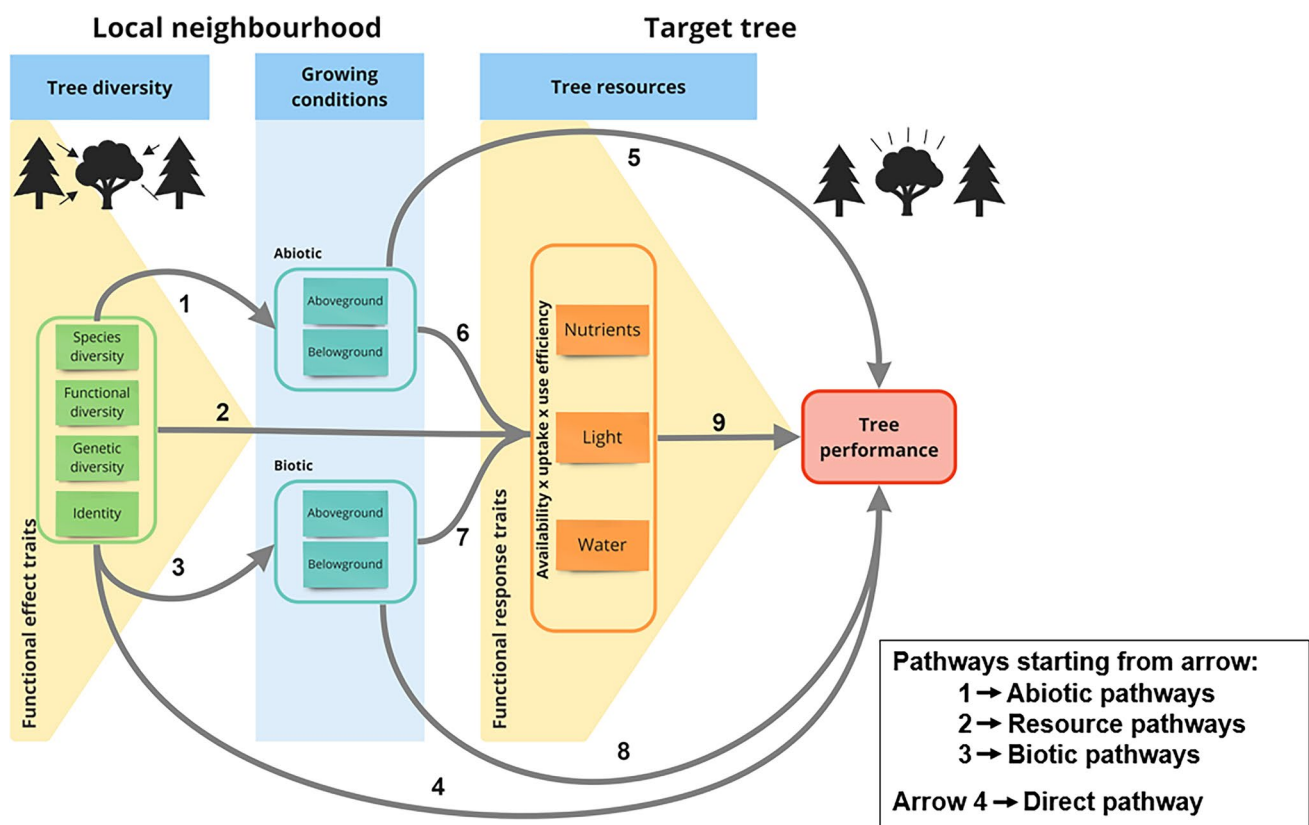 Local neighbourhood
Target tree
Tree diversity
Growing
conditions
Tree resources
5
Abiotic
1
Aboveground
Belowground
6
Species
diversity
Functional
diversity
Genetic
diversity
Identity
2
Biotic
Aboveground
Belowground
3
7
Functional effect traits
Functional response traits
Availability x uptake x use efficiency
Nutrients
Light
Water
9
Tree
performance
8
4
Pathways starting from arrow:
1 → Abiotic pathways
2 → Resource pathways
3 → Biotic pathways
Arrow 4 → Direct pathway